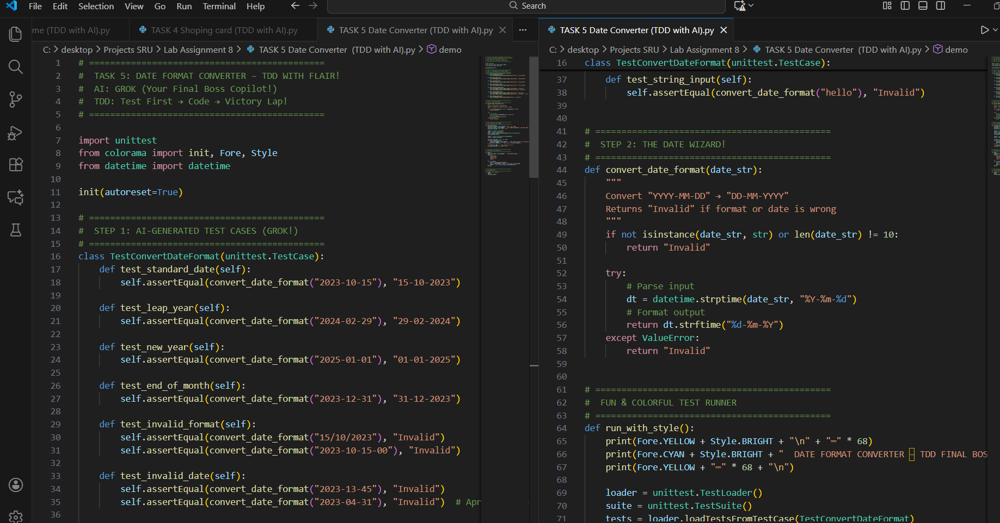 File Edit Selection View Go Run Terminal Help
Search
me (TDD with AI).py
TASK 4 Shoping card (TDD with AI).py
TASK 5 Date Converter (TDD with AI).py
C: > desktop > Projects SRU > Lab Assignment 8 > TASK 5 Date Converter (TDD with AI).py > demo
1 # =============================================
2 #  TASK 5: DATE FORMAT CONVERTER – TDD WITH FLAIR!
3 #  AI: GROK (Your Final Boss Copilot!)
4 #  TDD: Test First → Code → Victory Lap!
5 # =============================================
6
7 import unittest
8 from colorama import init, Fore, Style
9 from datetime import datetime
10
11 init(autoreset=True)
12
13 # =============================================
14 #  STEP 1: AI-GENERATED TEST CASES (GROK!)
15 # =============================================
16 class TestConvertDateFormat(unittest.TestCase):
17     def test_standard_date(self):
18         self.assertEqual(convert_date_format("2023-10-15"), "15-10-2023")
19
20     def test_leap_year(self):
21         self.assertEqual(convert_date_format("2024-02-29"), "29-02-2024")
22
23     def test_new_year(self):
24         self.assertEqual(convert_date_format("2025-01-01"), "01-01-2025")
25
26     def test_end_of_month(self):
27         self.assertEqual(convert_date_format("2023-12-31"), "31-12-2023")
28
29     def test_invalid_format(self):
30         self.assertEqual(convert_date_format("15/10/2023"), "Invalid")
31         self.assertEqual(convert_date_format("2023-10-15-00"), "Invalid")
32
33     def test_invalid_date(self):
34         self.assertEqual(convert_date_format("2023-13-45"), "Invalid")
35         self.assertEqual(convert_date_format("2023-04-31"), "Invalid")  # Apr
36
TASK 5 Date Converter (TDD with AI).py
C: > desktop > Projects SRU > Lab Assignment 8 > TASK 5 Date Converter (TDD with AI).py > demo
16 class TestConvertDateFormat(unittest.TestCase):
37     def test_string_input(self):
38         self.assertEqual(convert_date_format("hello"), "Invalid")
39
40
41 # =============================================
42 #  STEP 2: THE DATE WIZARD!
43 # =============================================
44 def convert_date_format(date_str):
45     """
46     Convert "YYYY-MM-DD" → "DD-MM-YYYY"
47     Returns "Invalid" if format or date is wrong
48     """
49     if not isinstance(date_str, str) or len(date_str) != 10:
50         return "Invalid"
51
52     try:
53         # Parse input
54         dt = datetime.strptime(date_str, "%Y-%m-%d")
55         # Format output
56         return dt.strftime("%d-%m-%Y")
57     except ValueError:
58         return "Invalid"
59
60
61 # =============================================
62 #  FUN & COLORFUL TEST RUNNER
63 # =============================================
64 def run_with_style():
65     print(Fore.YELLOW + Style.BRIGHT + "\n" + "═" * 68)
66     print(Fore.CYAN + Style.BRIGHT + "  DATE FORMAT CONVERTER – TDD FINAL BOS
67     print(Fore.YELLOW + "═" * 68 + "\n")
68
69     loader = unittest.TestLoader()
70     suite = unittest.TestSuite()
71     tests = loader.loadTestsFromTestCase(TestConvertDateFormat)